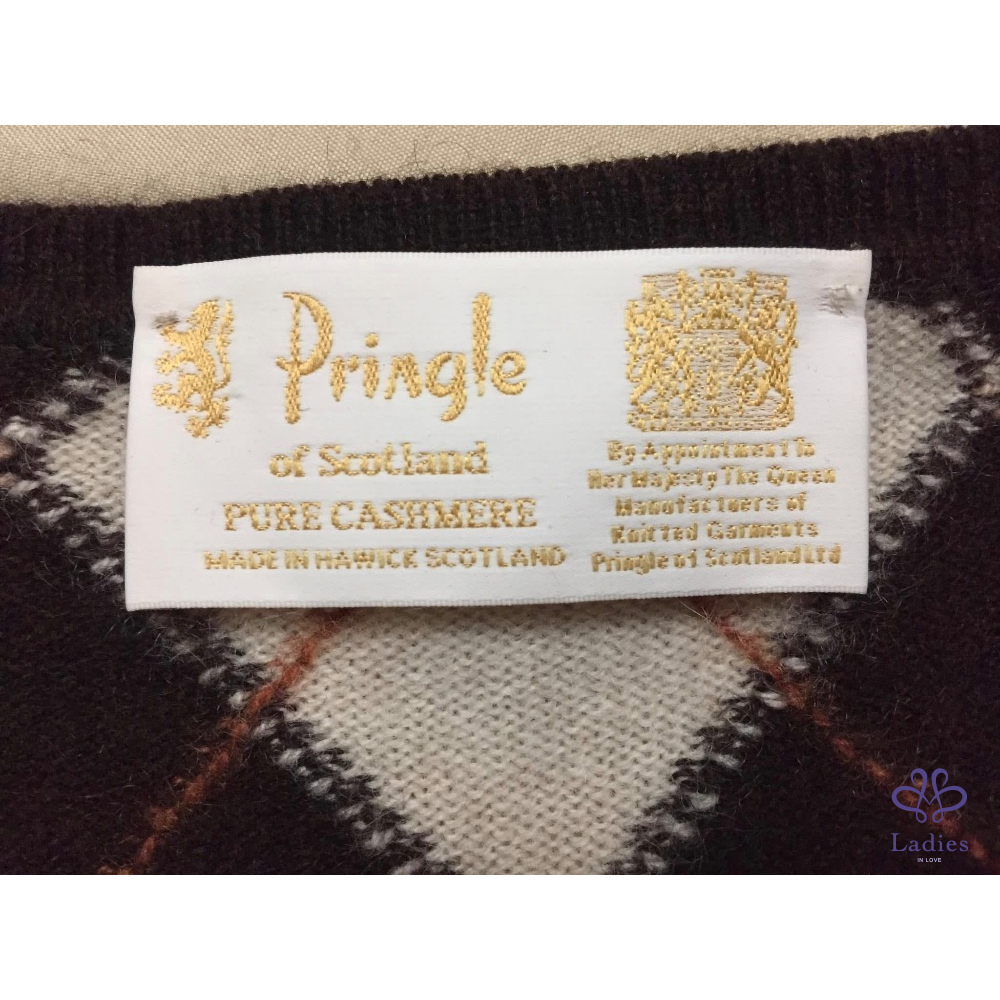 Pringle
of Scotland
PURE CASHMERE
MADE IN HAWICK SCOTLAND
By Appointment To
Her Majesty The Queen
Manufacturers of
Knitted Garments
Pringle of Scotland Ltd
Ladies
IN LOVE